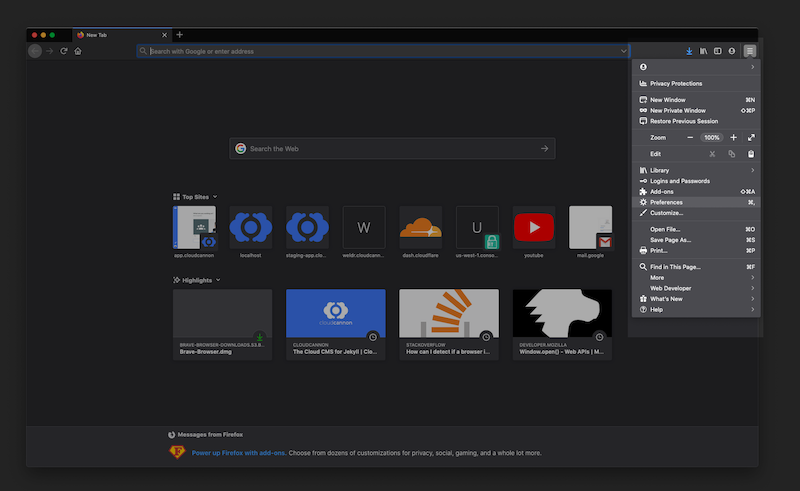 New Tab
Search with Google or enter address
Privacy Protections
New Window ⌘N
New Private Window ⇧⌘P
Restore Previous Session
Zoom − 100% +
Edit
Library
Logins and Passwords
Add-ons ⇧⌘A
Preferences ⌘,
Customize...
Open File... ⌘O
Save Page As... ⌘S
Print... ⌘P
Find in This Page... ⌘F
More
Web Developer
What's New
Help
Search the Web
Top Sites
W
U
app.cloudcannon
localhost
staging-app.clo...
weldr.cloudcann...
dash.cloudflare
us-west-1.conso...
youtube
mail.google
Highlights
cloudcannon
BRAVE-BROWSER-DOWNLOADS.S3.B...
Brave-Browser.dmg
CLOUDCANNON
The Cloud CMS for Jekyll | Clo...
STACKOVERFLOW
How can I detect if a browser i...
DEVELOPER.MOZILLA
Window.open() - Web APIs | M...
Messages from Firefox
Power up Firefox with add-ons. Choose from dozens of customizations for privacy, social, gaming, and a whole lot more.